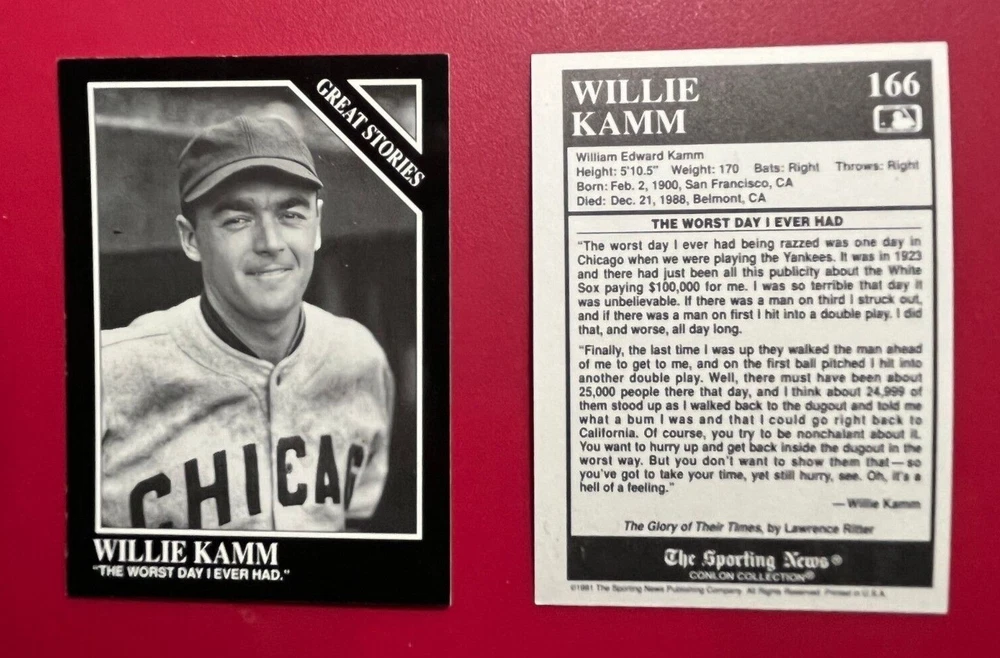 GREAT STORIES
CHICAG
WILLIE KAMM
"THE WORST DAY I EVER HAD."
WILLIE
KAMM
166
William Edward Kamm
Height: 5'10.5" Weight: 170 Bats: Right Throws: Right
Born: Feb. 2, 1900, San Francisco, CA
Died: Dec. 21, 1988, Belmont, CA
THE WORST DAY I EVER HAD
"The worst day I ever had being razzed was one day in
Chicago when we were playing the Yankees. It was in 1923
and there had just been all this publicity about the White
Sox paying $100,000 for me. I was so terrible that day it
was unbelievable. If there was a man on third I struck out,
and if there was a man on first I hit into a double play. I did
that, and worse, all day long.
"Finally, the last time I was up they walked the man ahead
of me to get to me, and on the first ball pitched I hit into
another double play. Well, there must have been about
25,000 people there that day, and I think about 24,999 of
them stood up as I walked back to the dugout and told me
what a bum I was and that I could go right back to
California. Of course, you try to be nonchalant about it.
You want to hurry up and get back inside the dugout in the
worst way. But you don't want to show them that — so
you've got to take your time, yet still hurry, see. Oh, it's a
hell of a feeling."
— Willie Kamm
The Glory of Their Times, by Lawrence Ritter
The Sporting News®
CONLON COLLECTION®
©1991 The Sporting News Publishing Company. All Rights Reserved. Printed in U.S.A.